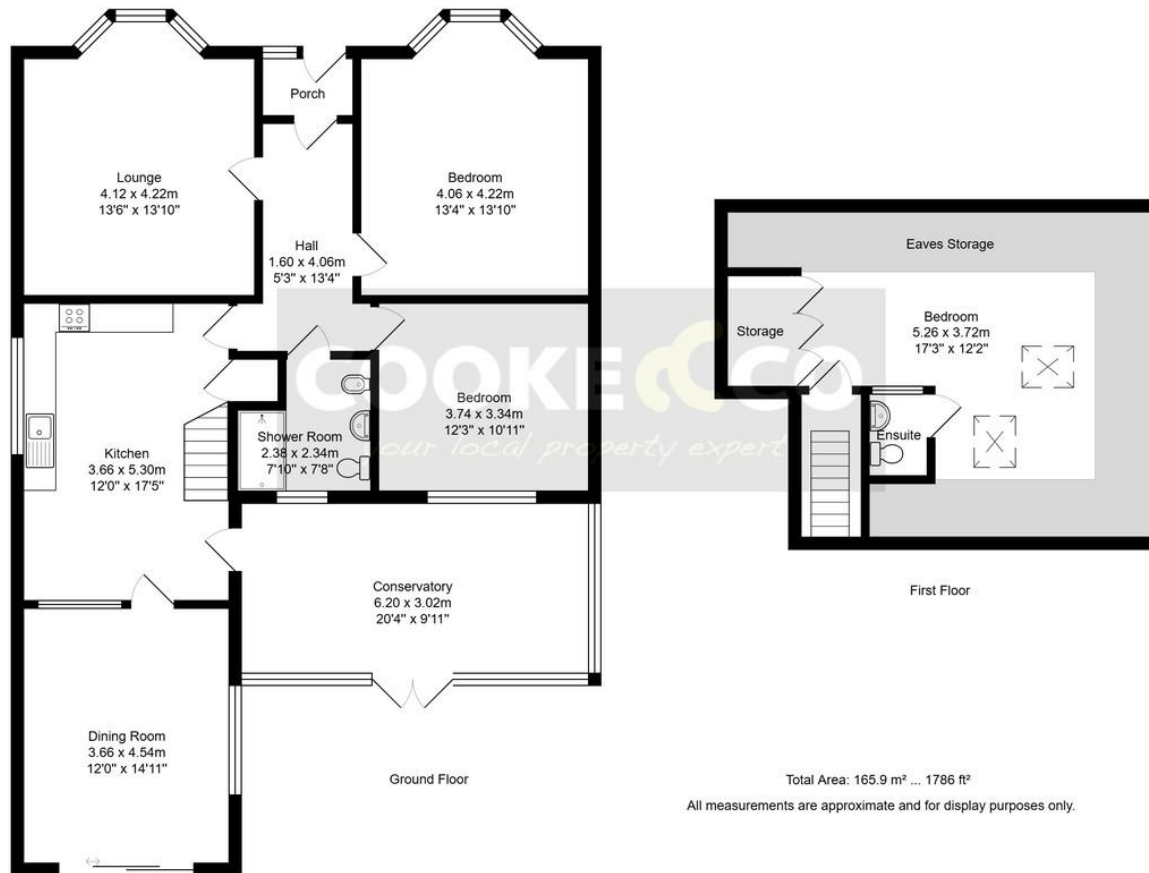 Porch
Lounge
4.12 x 4.22m
13'6" x 13'10"
Bedroom
4.06 x 4.22m
13'4" x 13'10"
Hall
1.60 x 4.06m
5'3" x 13'4"
Eaves Storage
Storage
Bedroom
5.26 x 3.72m
17'3" x 12'2"
COOKE & CO
your local property expert
Bedroom
3.74 x 3.34m
12'3" x 10'11"
Shower Room
2.38 x 2.34m
7'10" x 7'8"
Ensuite
Kitchen
3.66 x 5.30m
12'0" x 17'5"
Conservatory
6.20 x 3.02m
20'4" x 9'11"
First Floor
Dining Room
3.66 x 4.54m
12'0" x 14'11"
Ground Floor
Total Area: 165.9 m² ... 1786 ft²
All measurements are approximate and for display purposes only.